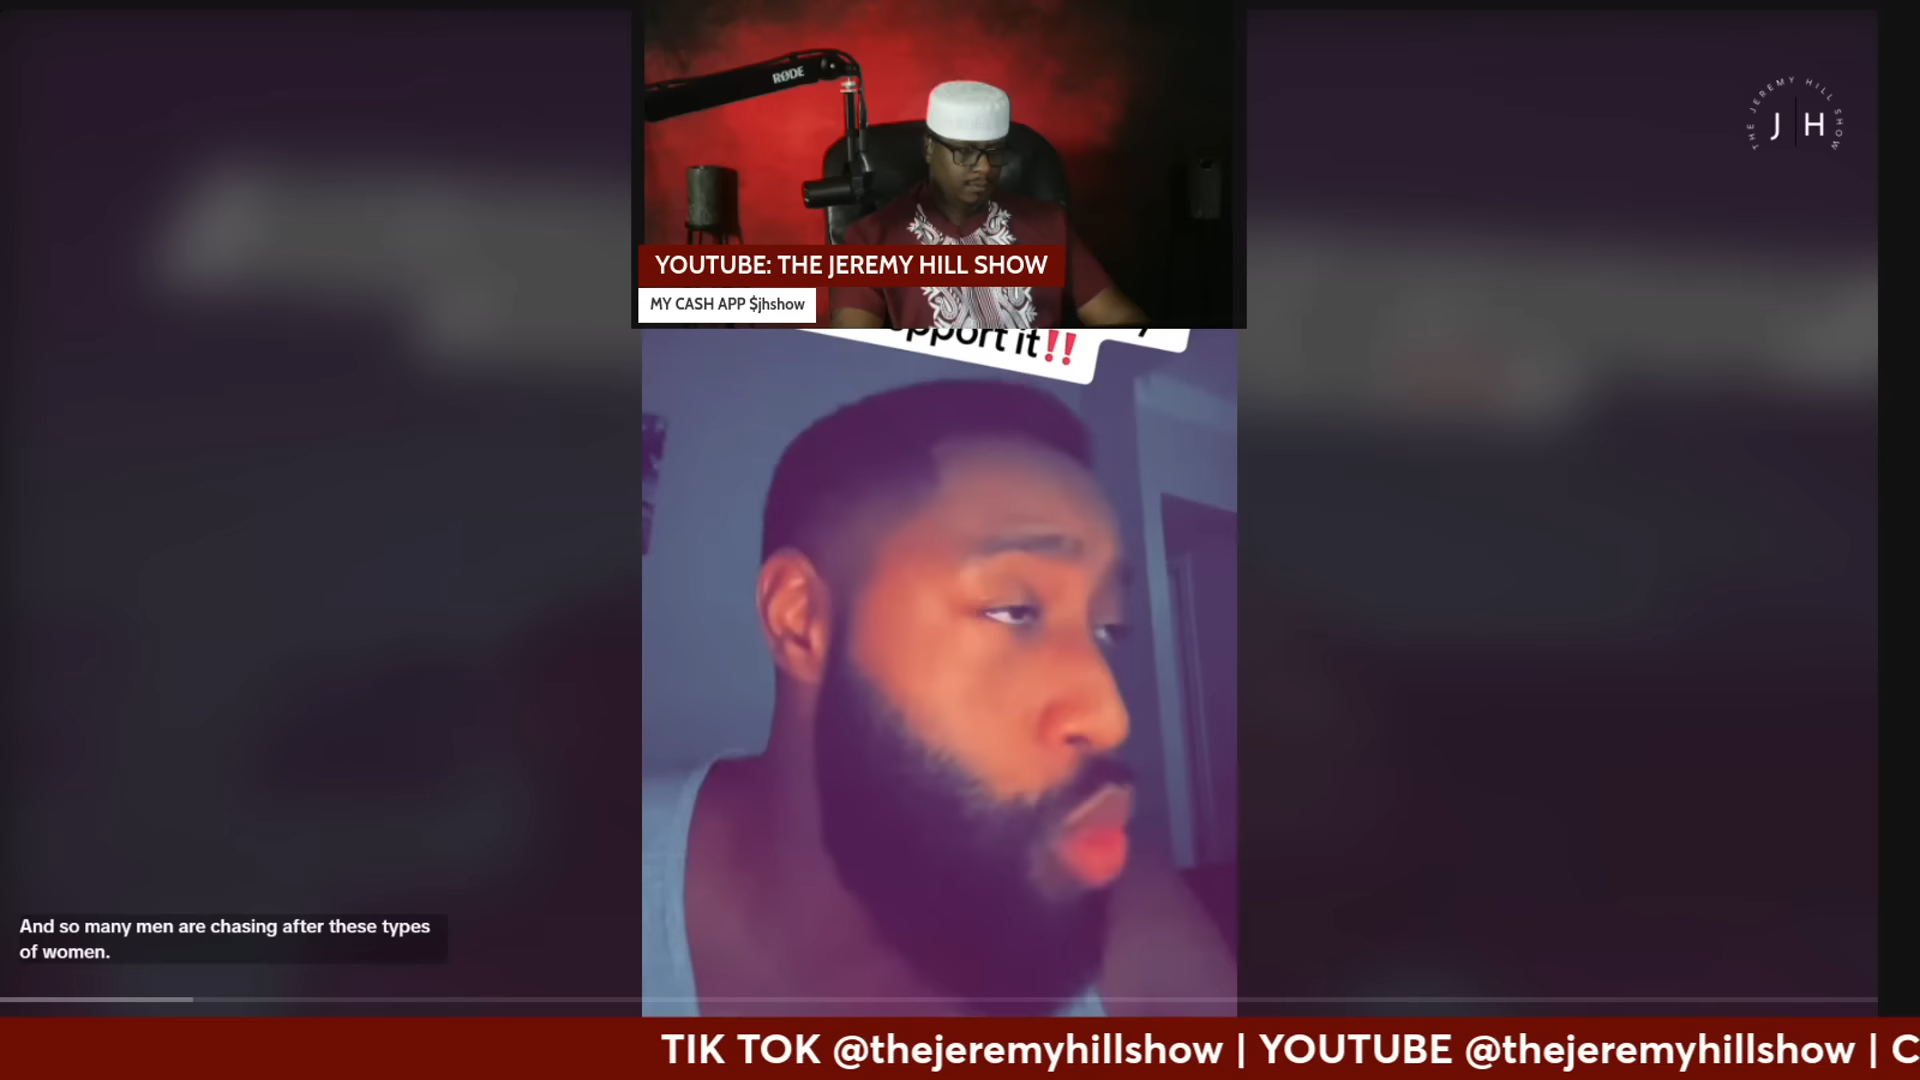 RØDE
THE JEREMY HILL SHOW
J H
YOUTUBE: THE JEREMY HILL SHOW
MY CASH APP $jhshow
it‼️
And so many men are chasing after these types
of women.
TIK TOK @thejeremyhillshow | YOUTUBE @thejeremyhillshow | C